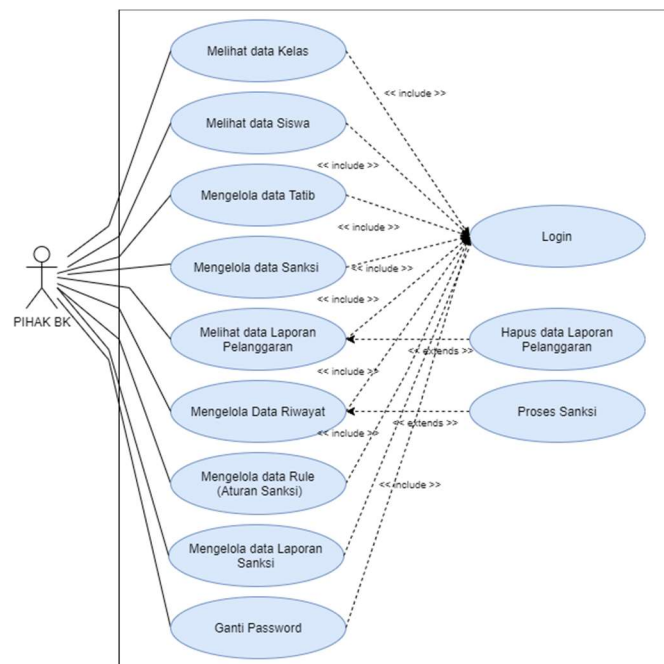 Melihat data Kelas
<< include >>
Melihat data Siswa
<< include >>
Mengelola data Tatib
<< include >>
Login
Mengelola data Sanksi
<< include >>
<< include >>
PIHAK BK
Melihat data Laporan
Pelanggaran
Hapus data Laporan
Pelanggaran
<< extends >>
<< include >>
Mengelola Data Riwayat
Proses Sanksi
<< extends >>
<< include >>
Mengelola data Rule
(Aturan Sanksi)
<< include >>
Mengelola data Laporan
Sanksi
Ganti Password